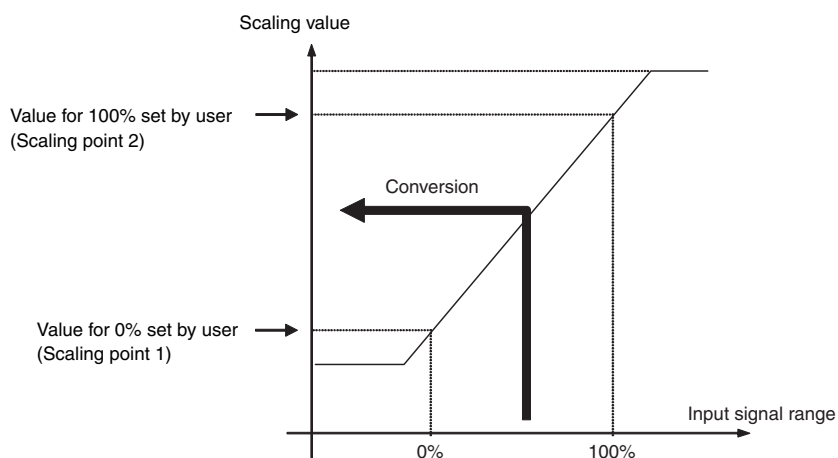 Scaling value
Value for 100% set by user
(Scaling point 2)
Conversion
Value for 0% set by user
(Scaling point 1)
Input signal range
0%
100%